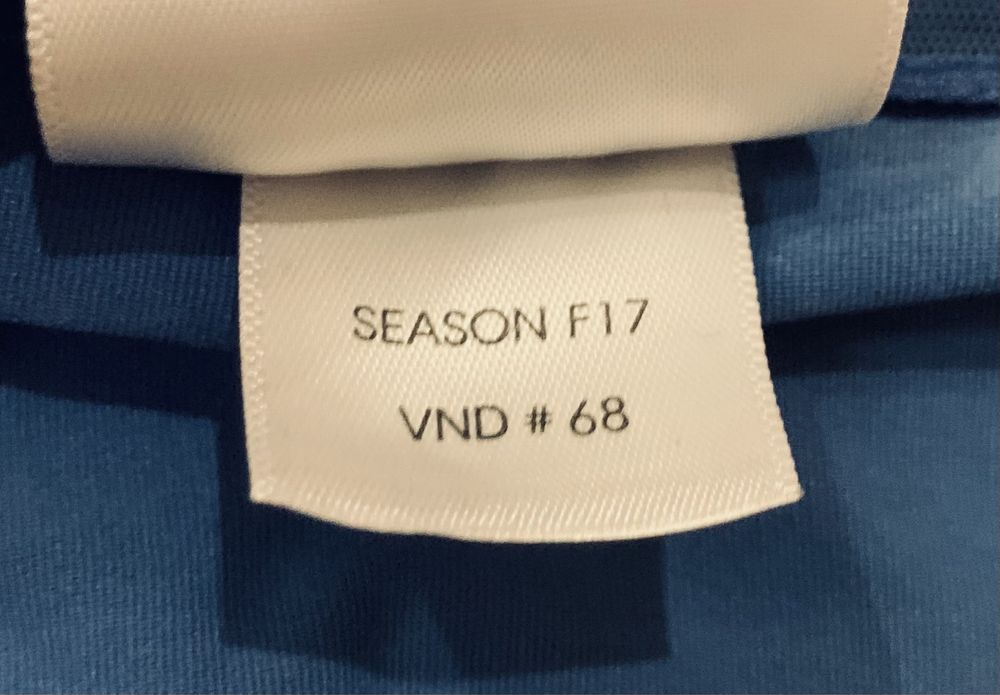 SEASON F17
VND # 68